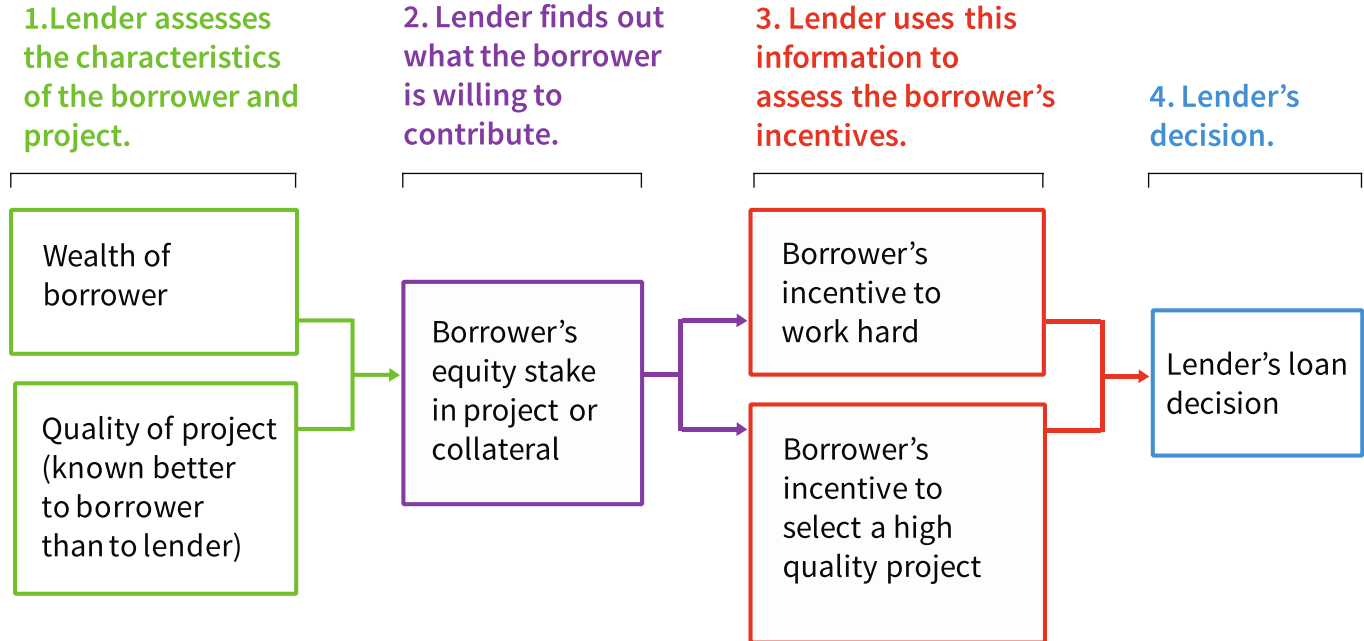 1.Lender assesses
the characteristics
of the borrower and
project.
2. Lender finds out
what the borrower
is willing to
contribute.
3. Lender uses this
information to
assess the borrower’s
incentives.
4. Lender’s
decision.
Wealth of
borrower
Quality of project
(known better
to borrower
than to lender)
Borrower’s
equity stake
in project or
collateral
Borrower’s
incentive to
work hard
Borrower’s
incentive to
select a high
quality project
Lender’s loan
decision